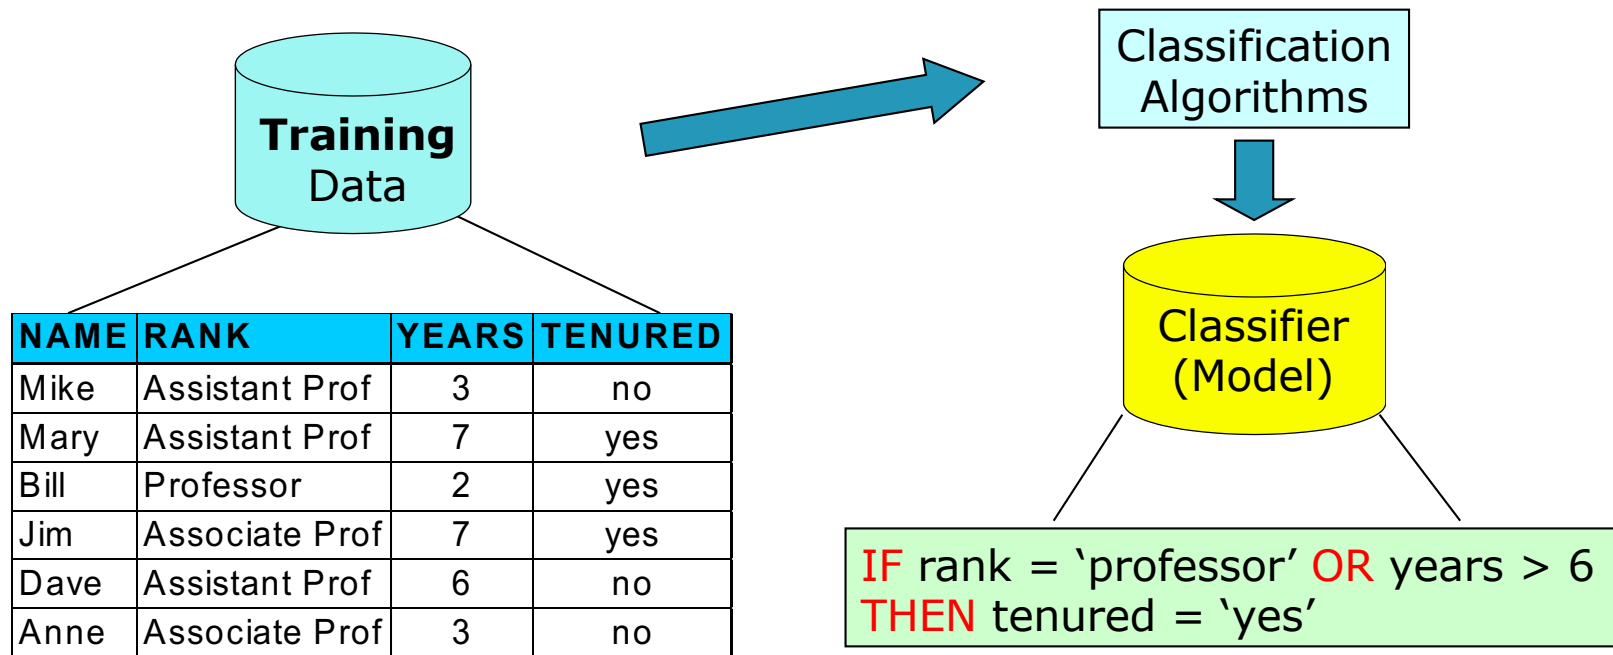 Training
Data
Classification
Algorithms
Classifier
(Model)
NAME RANK YEARS TENURED
Mike Assistant Prof 3 no
Mary Assistant Prof 7 yes
Bill Professor 2 yes
Jim Associate Prof 7 yes
Dave Assistant Prof 6 no
Anne Associate Prof 3 no
IF rank = ‘professor’ OR years > 6
THEN tenured = ‘yes’